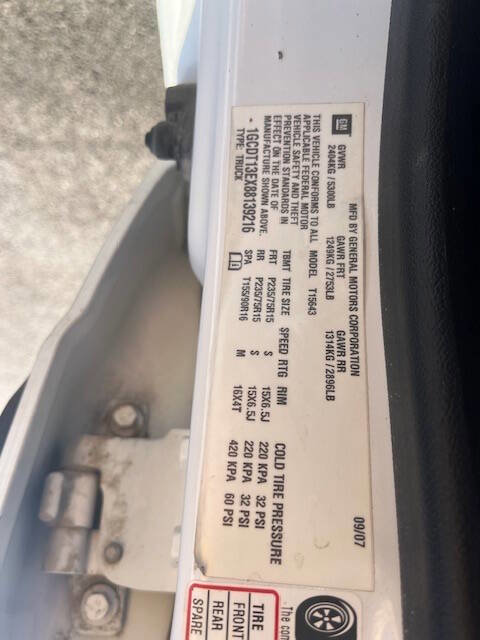 GM
MFD BY GENERAL MOTORS CORPORATION
09/07
GVWR GAWR FRT GAWR RR
2404KG / 5300LB 1249KG / 2753LB 1314KG / 2896LB
THIS VEHICLE CONFORMS TO ALL
APPLICABLE FEDERAL MOTOR
VEHICLE SAFETY AND THEFT
PREVENTION STANDARDS IN
EFFECT ON THE DATE OF
MANUFACTURE SHOWN ABOVE.
1GCDT13EX88139216
TYPE: TRUCK
MODEL T15643
TBMT TIRE SIZE SPEED RTG RIM COLD TIRE PRESSURE
FRT P235/75R15 S 15X6.5J 220 KPA 32 PSI
RR P235/75R15 S 15X6.5J 220 KPA 32 PSI
SPA T155/90R16 M 16X4T 420 KPA 60 PSI
The
TIRE
FRONT
REAR
SPARE